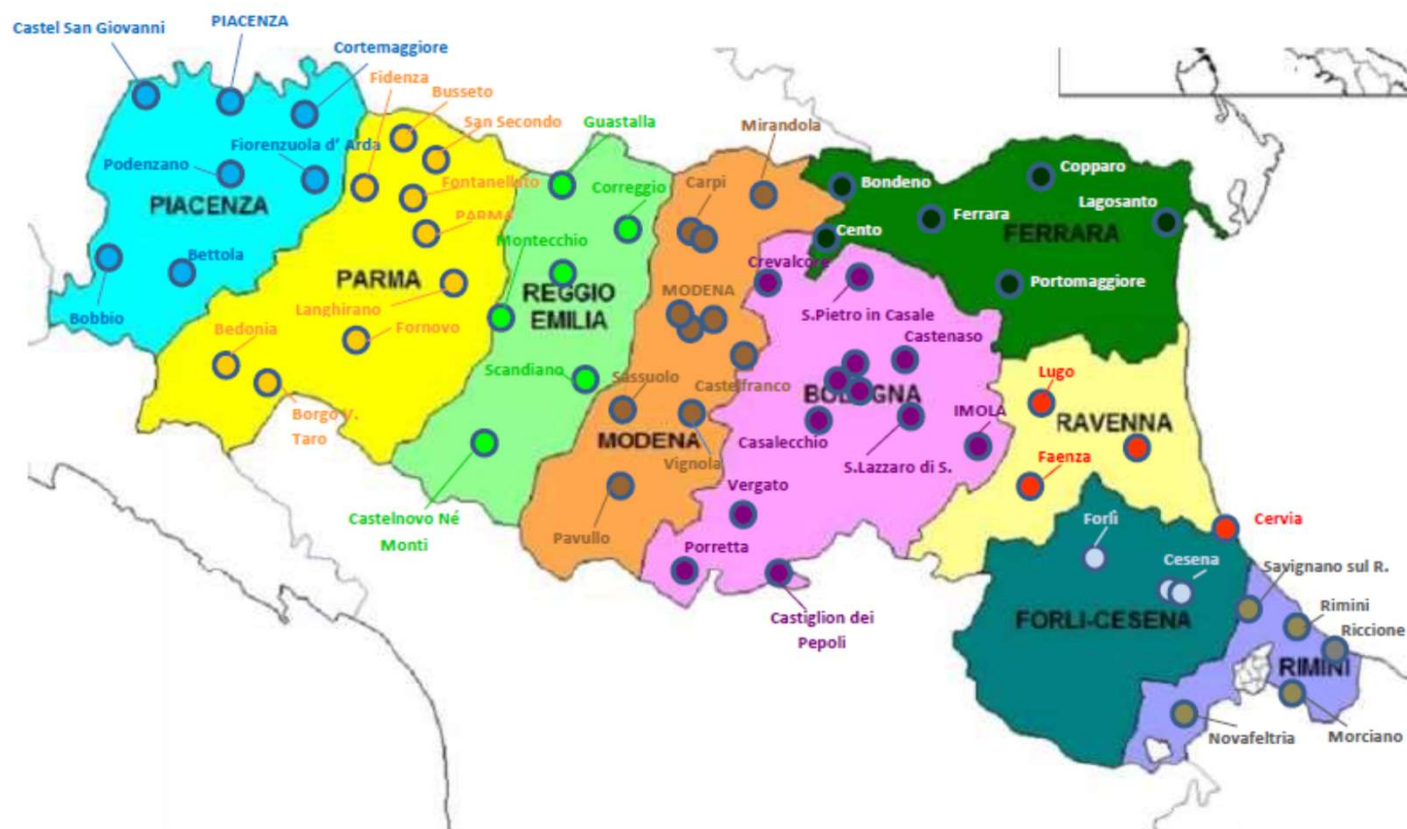 PIACENZA
Castel San Giovanni
Cortemaggiore
Fidenza
Busseto
San Secondo
Guastalla
Mirandola
Fiorenzuola d' Arda
Podenzano
Fontanellato
Correggio
Carpi
Bondeno
Copparo
PIACENZA
PARMA
Ferrara
Lagosanto
Cento
FERRARA
Montecchio
Bettola
Crevalcore
PARMA
REGGIO
EMILIA
MODENA
Portomaggiore
Bobbio
Langhirano
S.Pietro in Casale
Bedonia
Fornovo
Castenaso
Scandiano
Sassuolo
Castelfranco
Lugo
BOLOGNA
Borgo V.
Taro
IMOLA
RAVENNA
MODENA
Casalecchio
Vignola
S.Lazzaro di S.
Faenza
Vergato
Castelnovo Né
Monti
Pavullo
Forlì
Cervia
Porretta
Cesena
Savignano sul R.
Castiglion dei
Pepoli
FORLI-CESENA
Rimini
Riccione
RIMINI
Novafeltria
Morciano